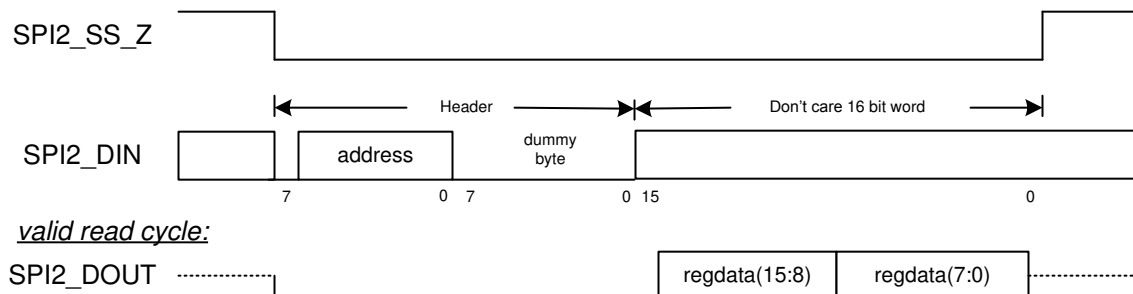 SPI2_SS_Z
Header
Don't care 16 bit word
SPI2_DIN
address
dummy
byte
7
0
7
0
15
0
valid read cycle:
SPI2_DOUT
regdata(15:8)
regdata(7:0)